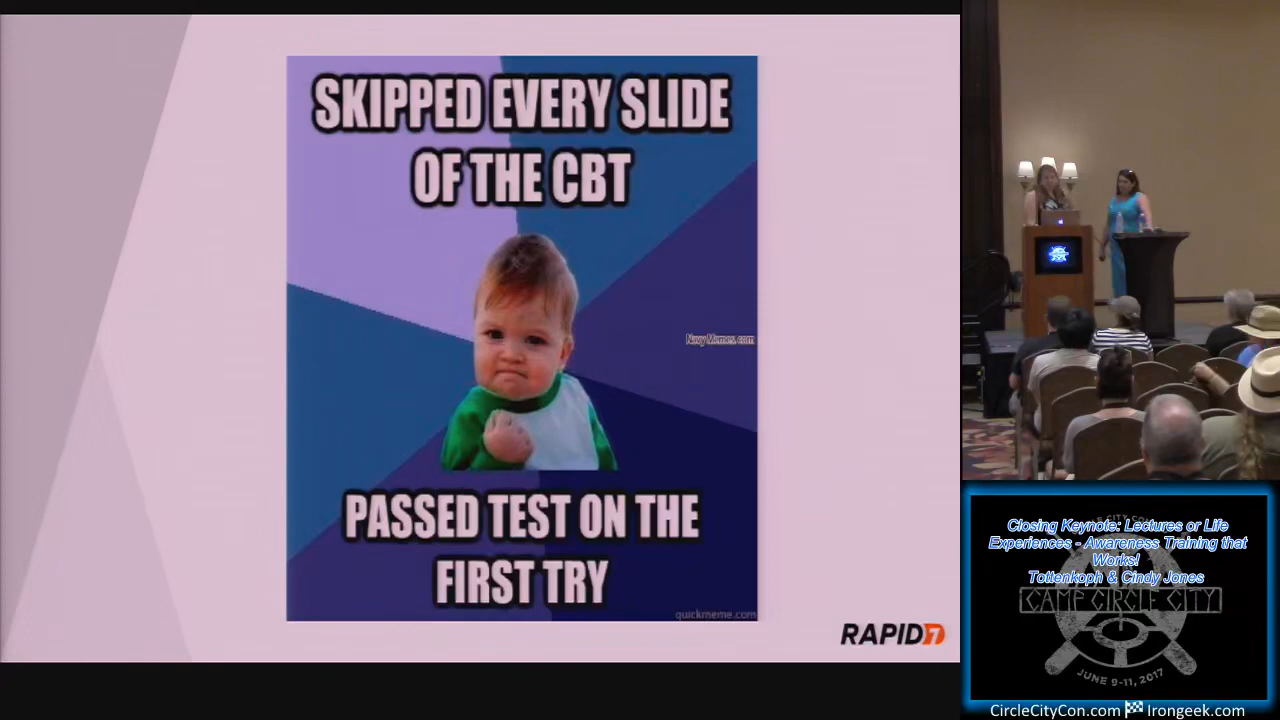 SKIPPED EVERY SLIDE
OF THE CBT
Navy Memes.com
PASSED TEST ON THE
FIRST TRY
quickmeme.com
RAPID7
Closing Keynote: Lectures or Life
Experiences - Awareness Training that
Works!
Tottenkoph & Cindy Jones
CAMP CIRCLE CITY
JUNE 9-11, 2017
CircleCityCon.com Irongeek.com